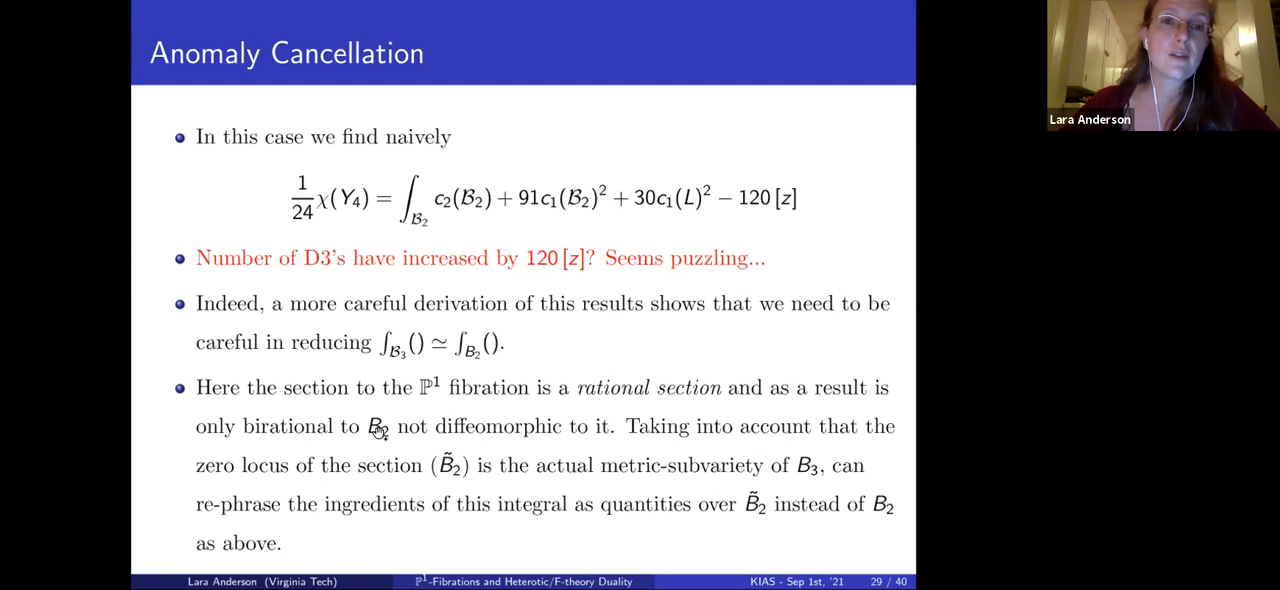 Anomaly Cancellation
In this case we find naively
1/24 χ(Y₄) = ∫_{𝓑₂} c₂(𝓑₂) + 91c₁(𝓑₂)² + 30c₁(L)² − 120 [z]
Number of D3's have increased by 120 [z]? Seems puzzling...
Indeed, a more careful derivation of this results shows that we need to be
careful in reducing ∫_{𝓑₃}() ≃ ∫_{B₂}().
Here the section to the ℙ¹ fibration is a rational section and as a result is
only birational to B₂ not diffeomorphic to it. Taking into account that the
zero locus of the section (B̃₂) is the actual metric-subvariety of B₃, can
re-phrase the ingredients of this integral as quantities over B̃₂ instead of B₂
as above.
Lara Anderson (Virginia Tech) ℙ¹-Fibrations and Heterotic/F-theory Duality KIAS - Sep 1st, '21 29 / 40
Lara Anderson